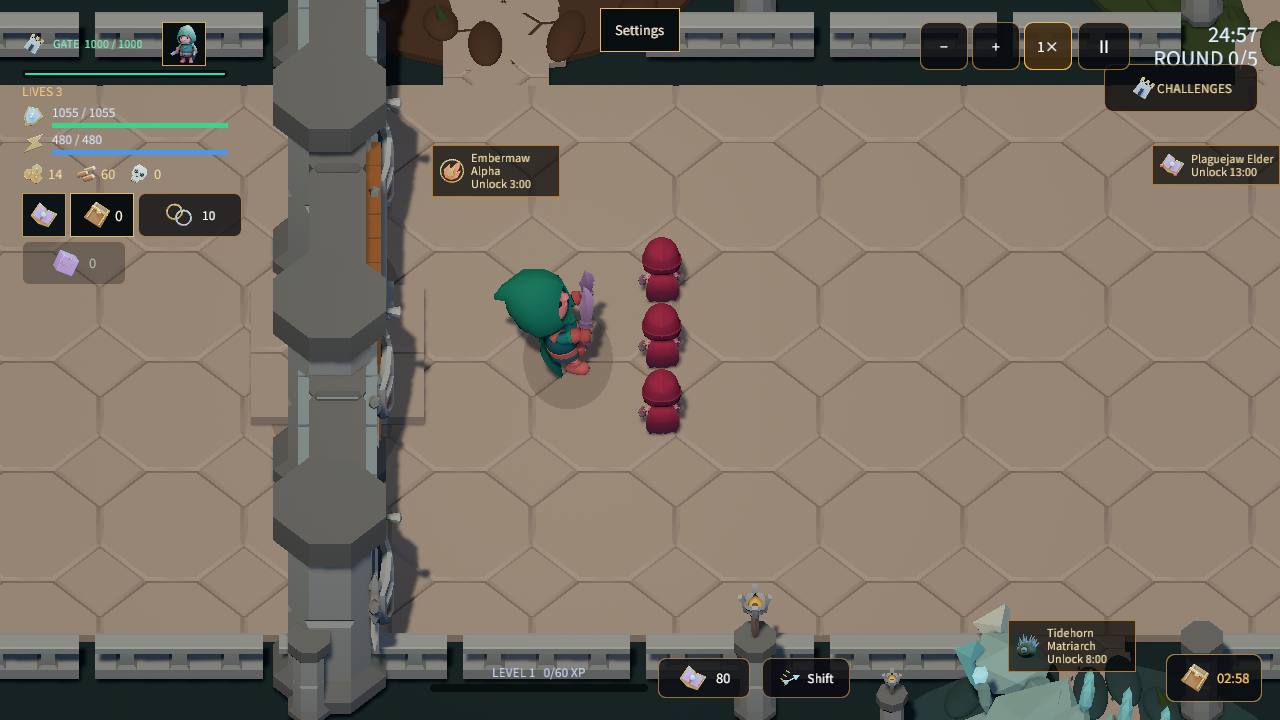 GATE 1000 / 1000
LIVES 3
1055 / 1055
480 / 480
14
60
0
0
10
0
Settings
−
+
1×
24:57
ROUND 0/5
CHALLENGES
Embermaw
Alpha
Unlock 3:00
Plaguejaw Elder
Unlock 13:00
Tidehorn
Matriarch
Unlock 8:00
LEVEL 1 0/60 XP
80
Shift
02:58